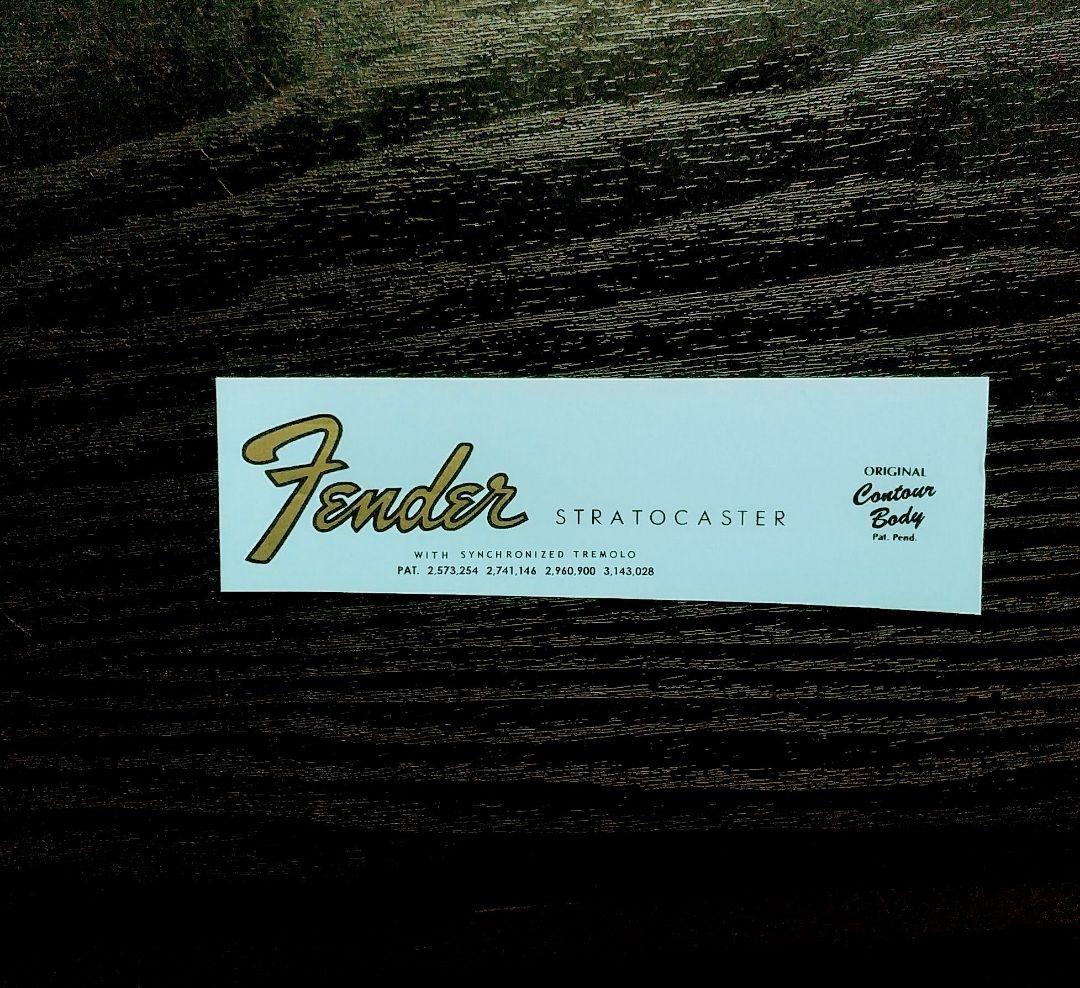 Fender STRATOCASTER
WITH SYNCHRONIZED TREMOLO
PAT. 2,573,254 2,741,146 2,960,900 3,143,028
ORIGINAL
Contour
Body
Pat. Pend.